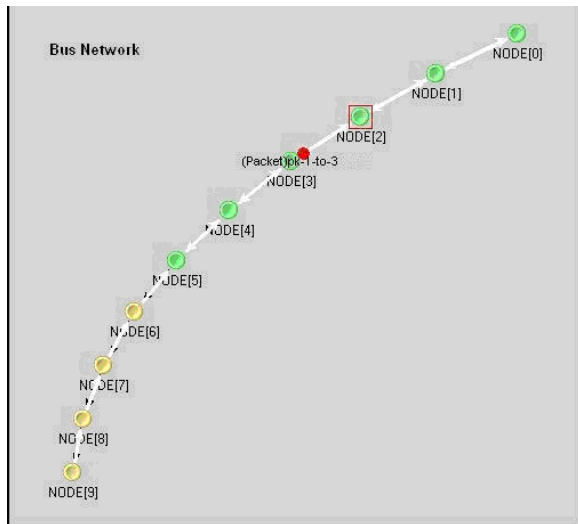 Bus Network
NODE[0]
NODE[1]
NODE[2]
(Packet)pk-1-to-3
NODE[3]
NODE[4]
NODE[5]
NODE[6]
NODE[7]
NODE[8]
NODE[9]